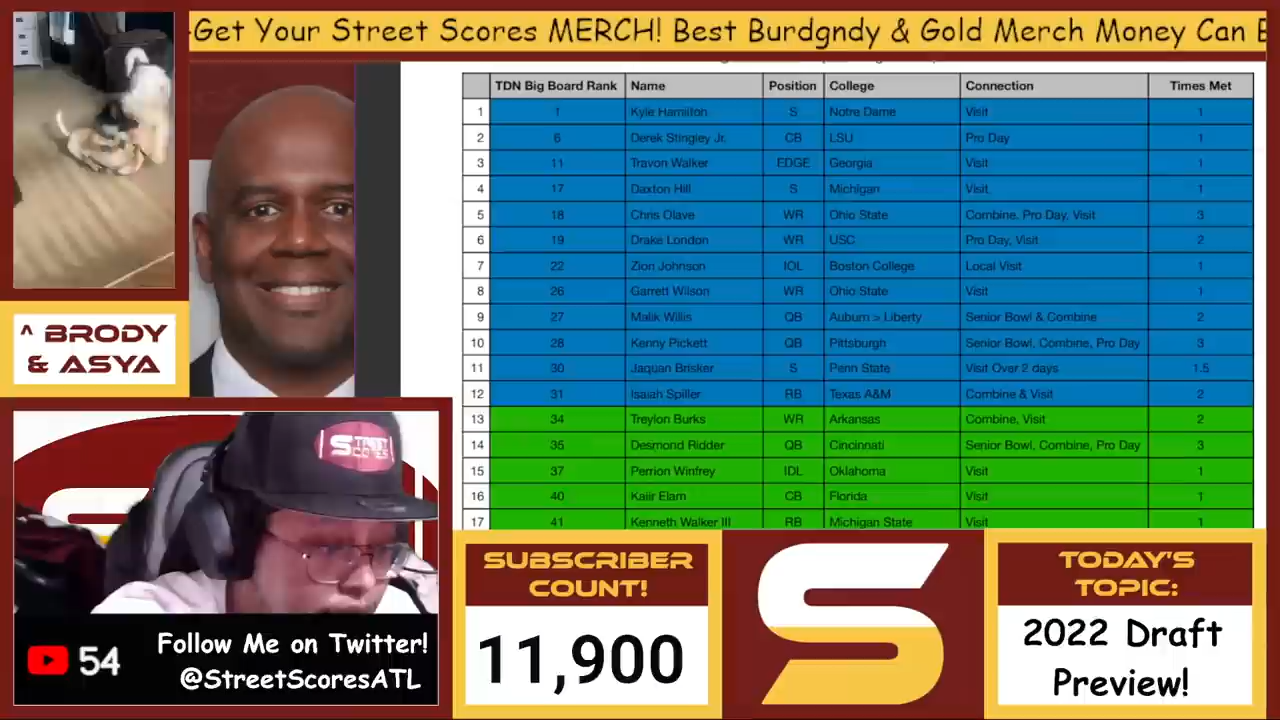 -Get Your Street Scores MERCH! Best Burdgndy & Gold Merch Money Can B
TDN Big Board Rank Name Position College Connection Times Met
1 1 Kyle Hamilton S Notre Dame Visit 1
2 6 Derek Stingley Jr. CB LSU Pro Day 1
3 11 Travon Walker EDGE Georgia Visit 1
4 17 Daxton Hill S Michigan Visit 1
5 18 Chris Olave WR Ohio State Combine, Pro Day, Visit 3
6 19 Drake London WR USC Pro Day, Visit 2
7 22 Zion Johnson IOL Boston College Local Visit 1
8 26 Garrett Wilson WR Ohio State Visit 1
9 27 Malik Willis QB Auburn > Liberty Senior Bowl & Combine 2
10 28 Kenny Pickett QB Pittsburgh Senior Bowl, Combine, Pro Day 3
11 30 Jaquan Brisker S Penn State Visit Over 2 days 1.5
12 31 Isaiah Spiller RB Texas A&M Combine & Visit 2
13 34 Treylon Burks WR Arkansas Combine, Visit 2
14 35 Desmond Ridder QB Cincinnati Senior Bowl, Combine, Pro Day 3
15 37 Perrion Winfrey IDL Oklahoma Visit 1
16 40 Kaiir Elam CB Florida Visit 1
17 41 Kenneth Walker III RB Michigan State Visit 1
^ BRODY
& ASYA
STREET
SCORES
54
Follow Me on Twitter!
@StreetScoresATL
SUBSCRIBER
COUNT!
11,900
S
TODAY'S
TOPIC:
2022 Draft
Preview!